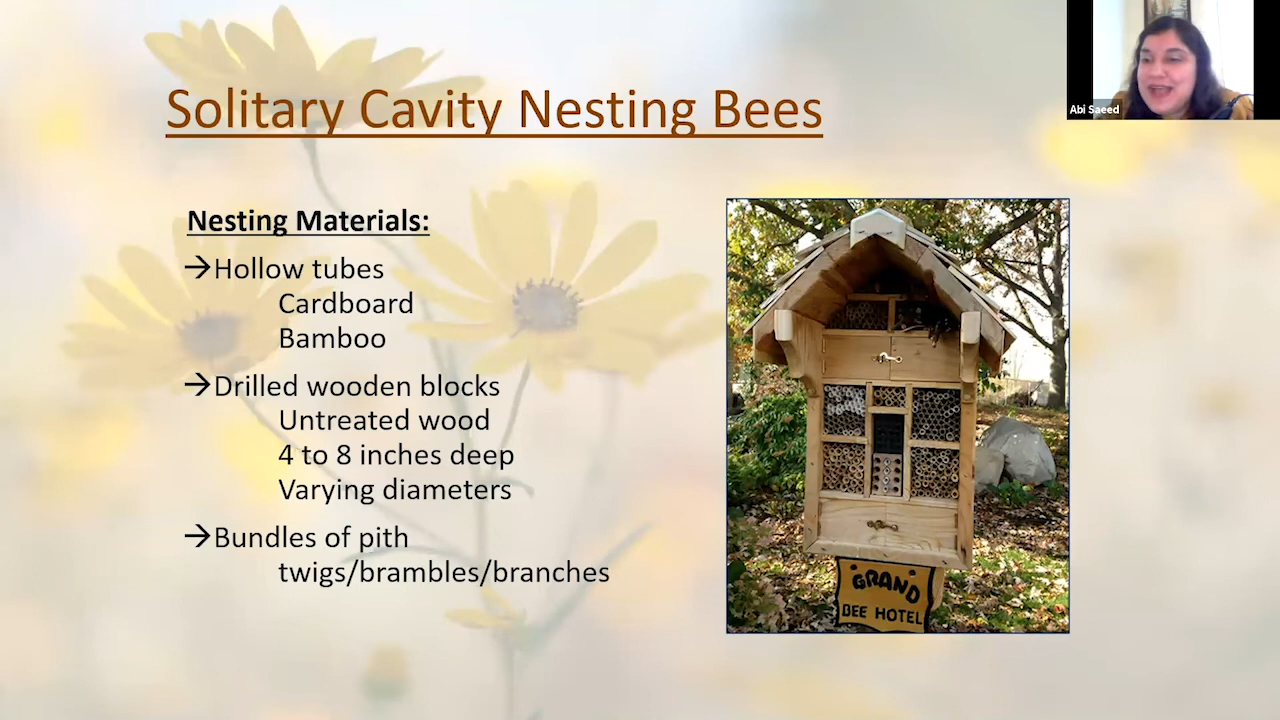 Solitary Cavity Nesting Bees
Abi Saeed
Nesting Materials:
→Hollow tubes
Cardboard
Bamboo
→Drilled wooden blocks
Untreated wood
4 to 8 inches deep
Varying diameters
→Bundles of pith
twigs/brambles/branches
GRAND
BEE HOTEL